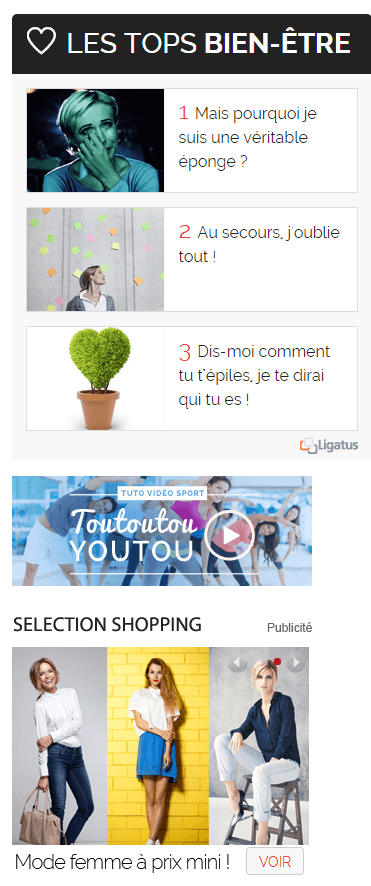 LES TOPS BIEN-ÊTRE
1 Mais pourquoi je
suis une véritable
éponge ?
2 Au secours, j'oublie
tout !
3 Dis-moi comment
tu t'épiles, je te dirai
qui tu es !
Ligatus
TUTO VIDÉO SPORT
Toutoutou
YOUTOU
SELECTION SHOPPING
Publicité
Mode femme à prix mini !
VOIR